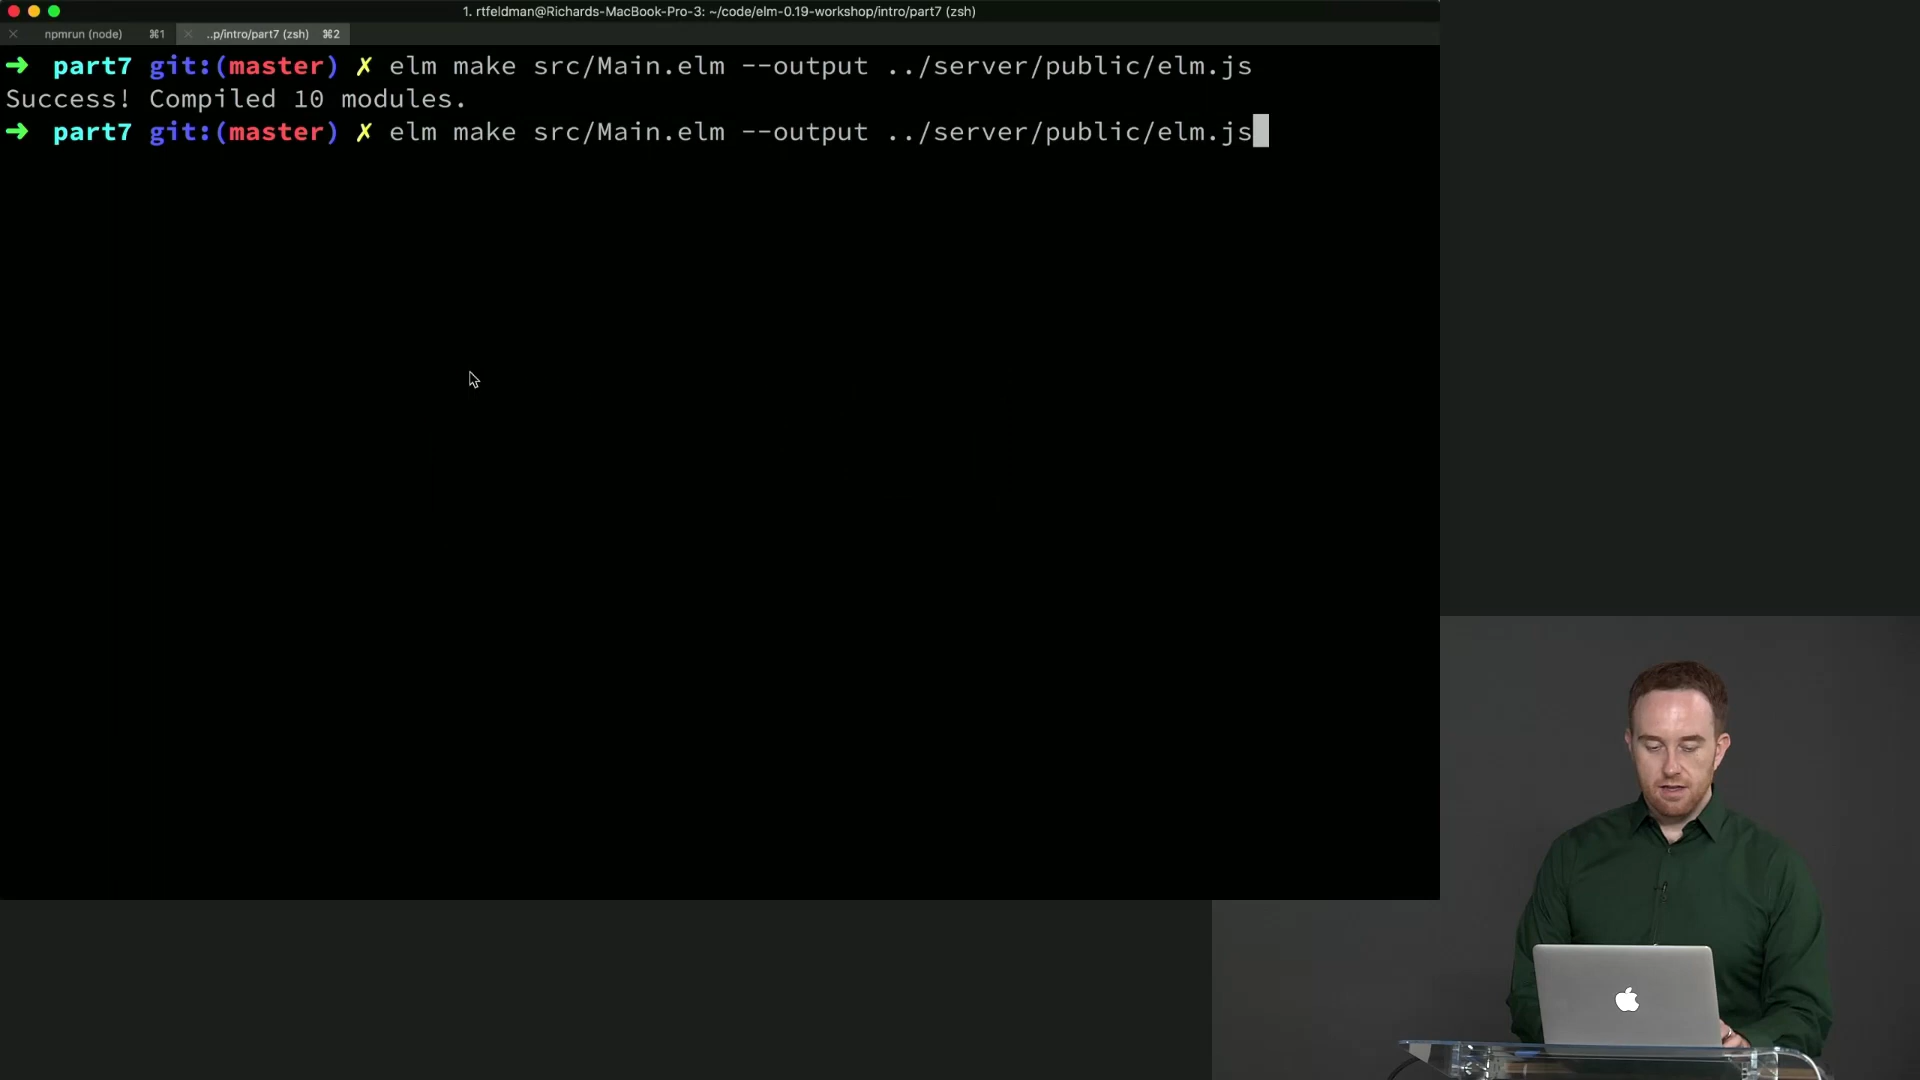 1. rtfeldman@Richards-MacBook-Pro-3: ~/code/elm-0.19-workshop/intro/part7 (zsh)
npmrun (node) ⌘1 ..p/intro/part7 (zsh) ⌘2
➜ part7 git:(master) ✗ elm make src/Main.elm --output ../server/public/elm.js
Success! Compiled 10 modules.
➜ part7 git:(master) ✗ elm make src/Main.elm --output ../server/public/elm.js